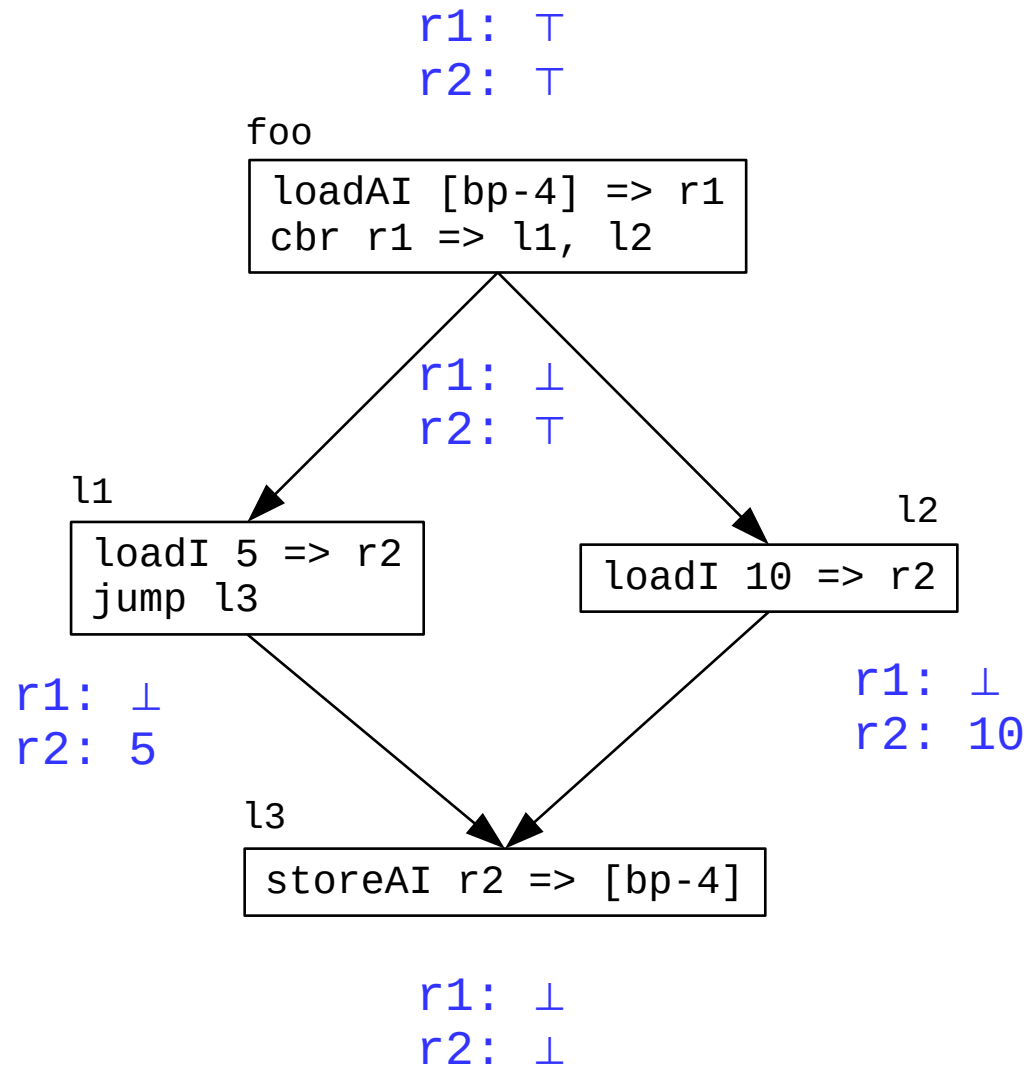 r1: ⊤
r2: ⊤
foo
loadAI [bp-4] => r1
cbr r1 => l1, l2
r1: ⊥
r2: ⊤
l1
loadI 5 => r2
jump l3
l2
loadI 10 => r2
r1: ⊥
r2: 5
r1: ⊥
r2: 10
l3
storeAI r2 => [bp-4]
r1: ⊥
r2: ⊥